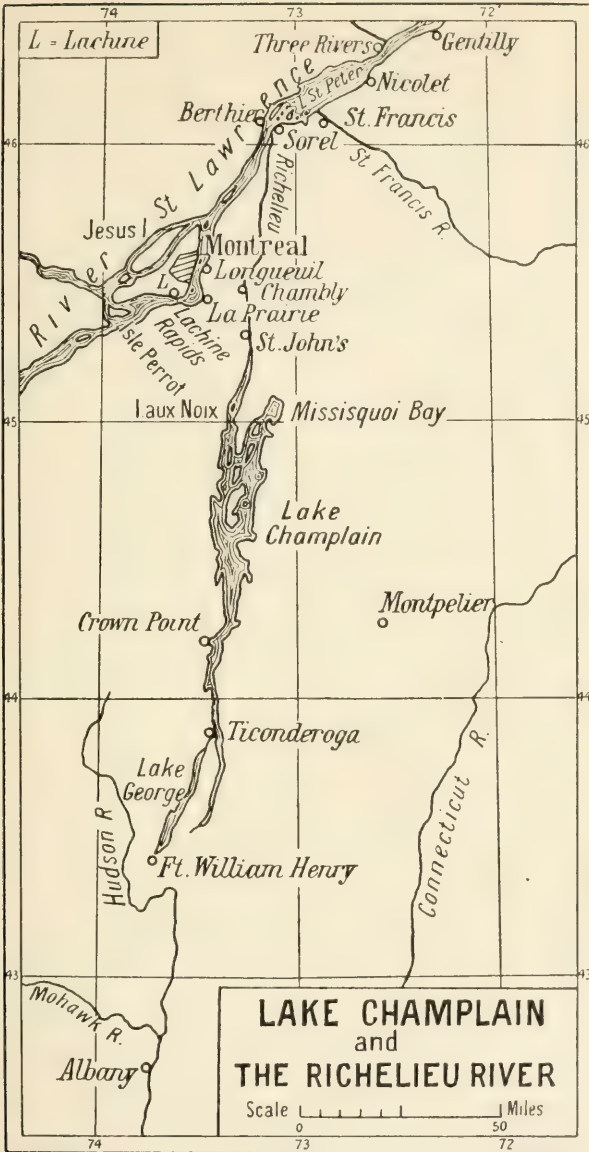 74 73 72
L = Lachine
Three Rivers
Gentilly
L St Peter
Nicolet
Berthier
St. Francis
Sorel
46
46
St Francis R.
Richelieu
River St Lawrence
Jesus I
Montreal
Longueuil
L
Chambly
La Prairie
Lachine
Rapids
Isle Perrot
St. John's
I. aux Noix
Missisquoi Bay
45
45
Lake
Champlain
Montpelier
Crown Point
44
44
Ticonderoga
Lake
George
Hudson R
Connecticut R.
Ft. William Henry
43
43
Mohawk R.
Albany
LAKE CHAMPLAIN
and
THE RICHELIEU RIVER
Scale Miles
0 50
74 73 72